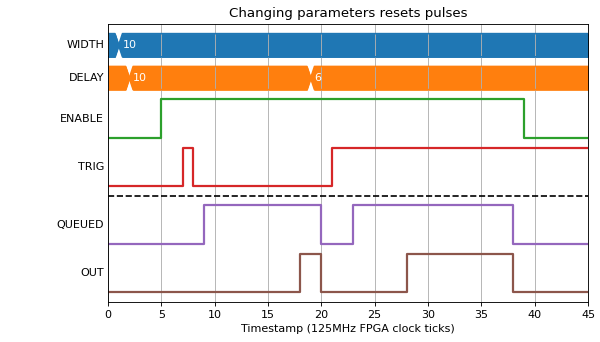 Changing parameters resets pulses
WIDTH 10
DELAY 10 6
ENABLE
TRIG
QUEUED
OUT
0 5 10 15 20 25 30 35 40 45
Timestamp (125MHz FPGA clock ticks)